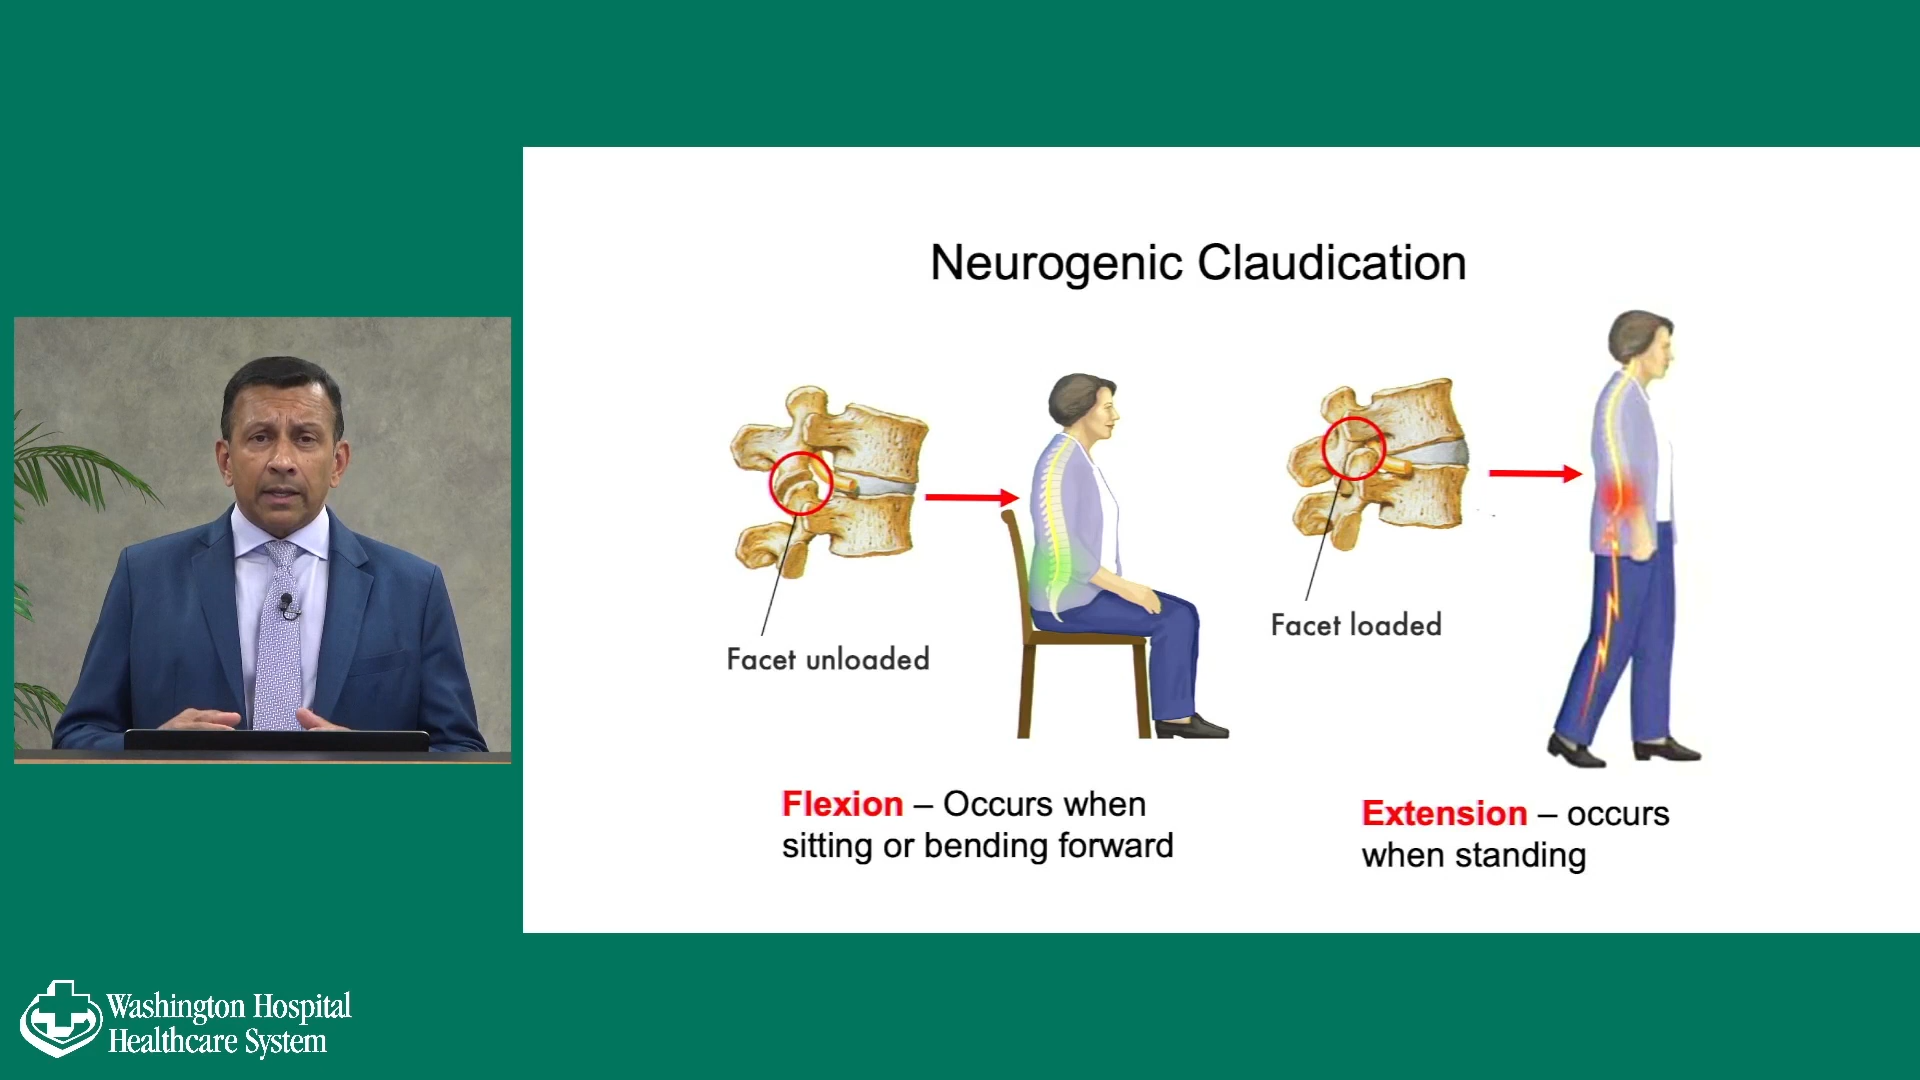 Neurogenic Claudication
Facet unloaded
Facet loaded
Flexion – Occurs when
sitting or bending forward
Extension – occurs
when standing
Washington Hospital
Healthcare System